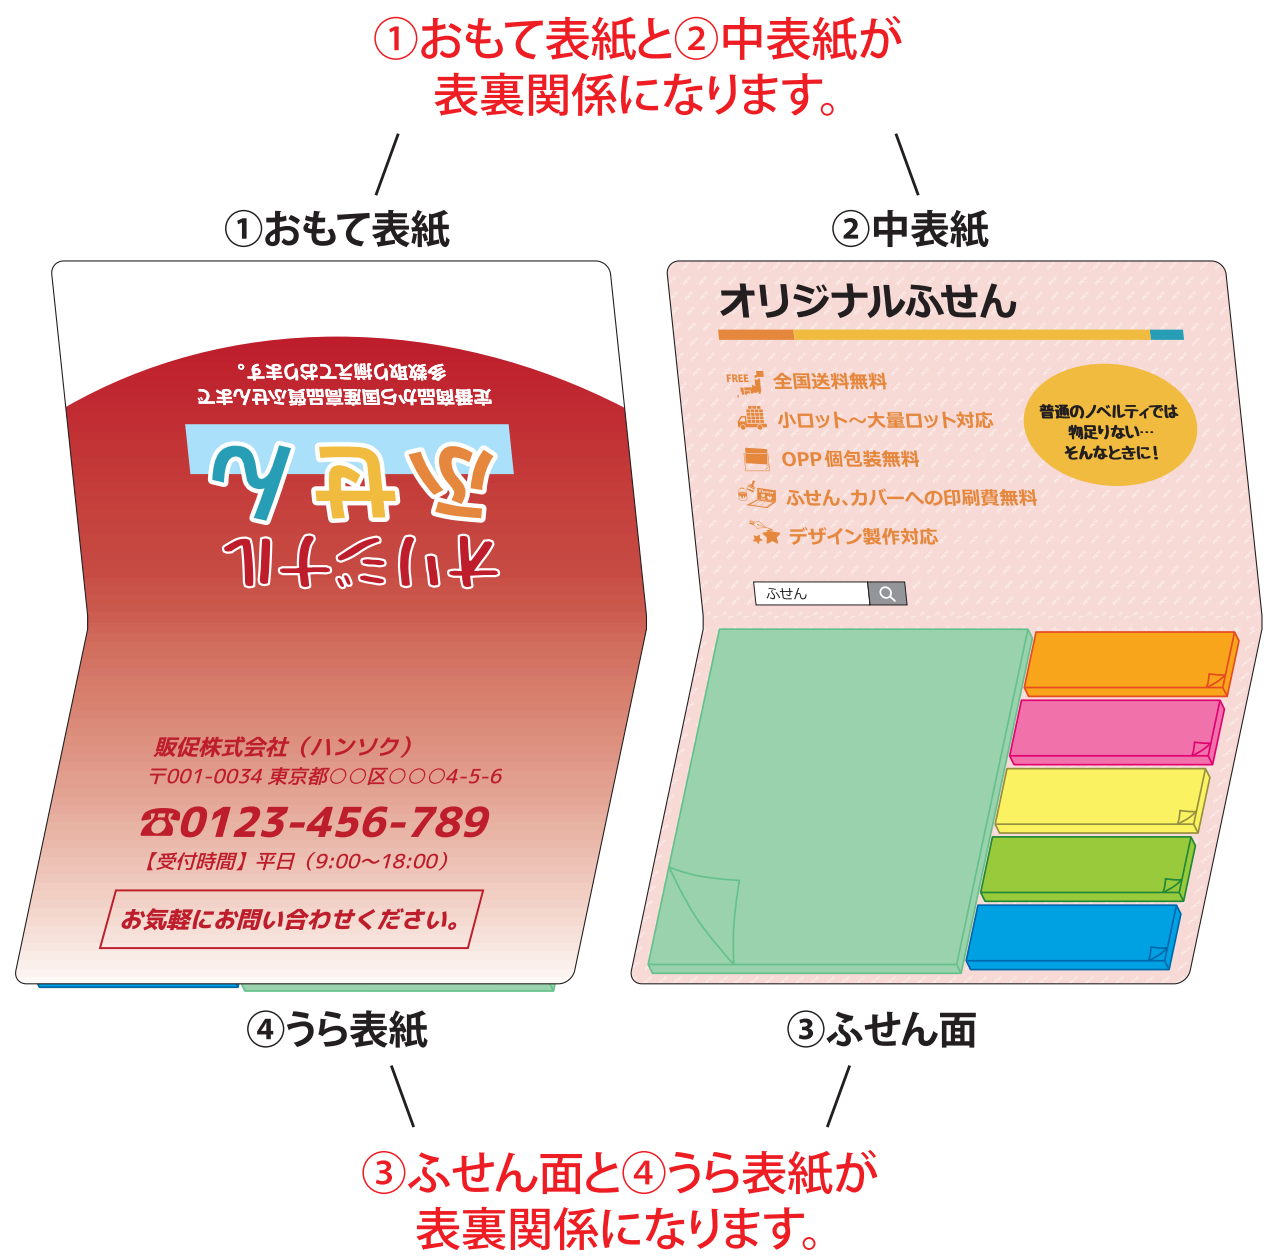 ①おもて表紙と②中表紙が
表裏関係になります。
①おもて表紙
②中表紙
定番商品から国産高品質ふせんまで
多数取り揃えております。
ふせん
オリジナル
販促株式会社（ハンソク）
〒001-0034 東京都○○区○○○4-5-6
☎0123-456-789
【受付時間】平日（9:00～18:00）
お気軽にお問い合わせください。
オリジナルふせん
FREE 全国送料無料
小ロット～大量ロット対応
OPP個包装無料
ふせん、カバーへの印刷費無料
デザイン製作対応
普通のノベルティでは
物足りない…
そんなときに！
ふせん
④うら表紙
③ふせん面
③ふせん面と④うら表紙が
表裏関係になります。